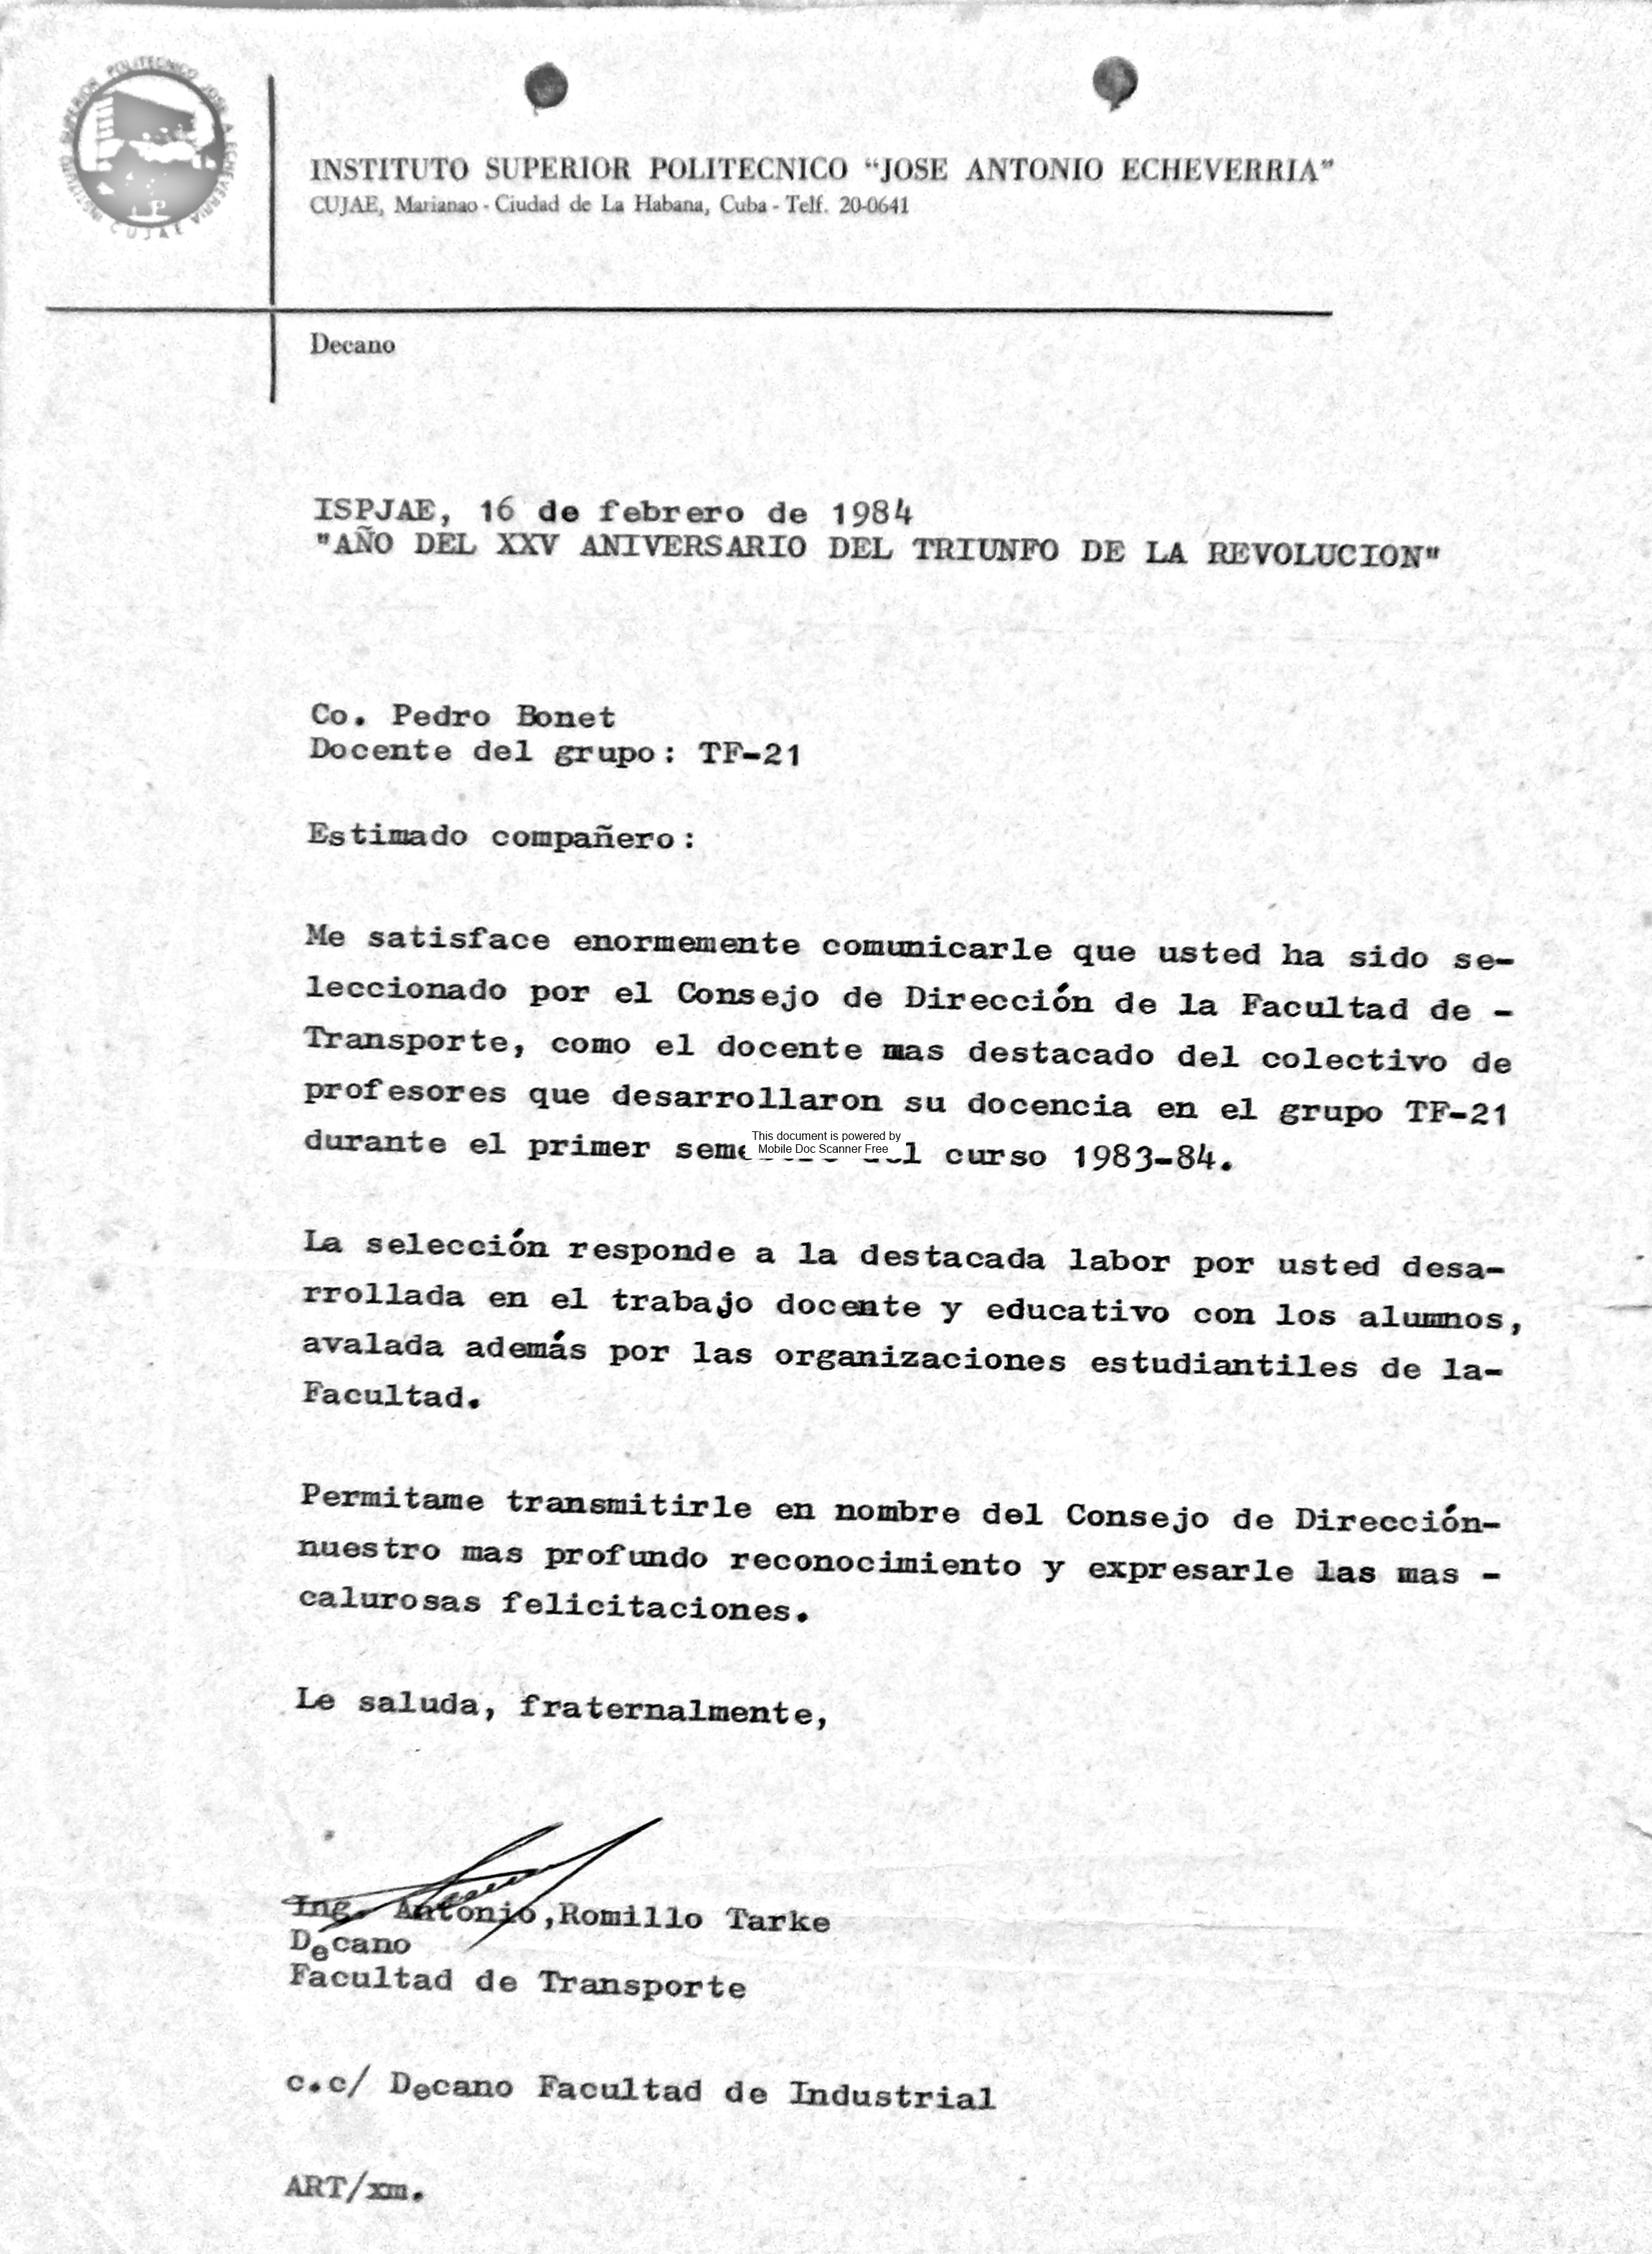 INSTITUTO SUPERIOR POLITECNICO JOSE A ECHEVERRIA
CUJAE
INSTITUTO SUPERIOR POLITECNICO “JOSE ANTONIO ECHEVERRIA”
CUJAE, Marianao - Ciudad de La Habana, Cuba - Telf. 20-0641
Decano
ISPJAE, 16 de febrero de 1984
"AÑO DEL XXV ANIVERSARIO DEL TRIUNFO DE LA REVOLUCION"
Co. Pedro Bonet
Docente del grupo: TF-21
Estimado compañero:
Me satisface enormemente comunicarle que usted ha sido se-
leccionado por el Consejo de Dirección de la Facultad de -
Transporte, como el docente mas destacado del colectivo de
profesores que desarrollaron su docencia en el grupo TF-21
This document is powered by
Mobile Doc Scanner Free
durante el primer curso 1983-84.
La selección responde a la destacada labor por usted desa-
rrollada en el trabajo docente y educativo con los alumnos,
avalada además por las organizaciones estudiantiles de la-
Facultad.
Permitame transmitirle en nombre del Consejo de Dirección-
nuestro mas profundo reconocimiento y expresarle las mas -
calurosas felicitaciones.
Le saluda, fraternalmente,
Ing. Antonio,Romillo Tarke
Decano
Facultad de Transporte
c.c/ Decano Facultad de Industrial
ART/xm.